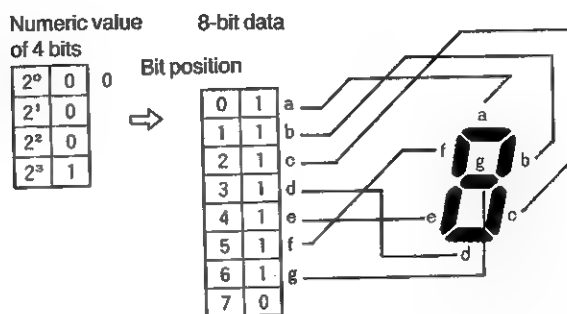 Numeric value of 4 bits
2⁰ 0 0
2¹ 0
2² 0
2³ 1
8-bit data
Bit position
0 1 a
1 1 b
2 1 c
3 1 d
4 1 e
5 1 f
6 1 g
7 0
a
f g b
e c
d